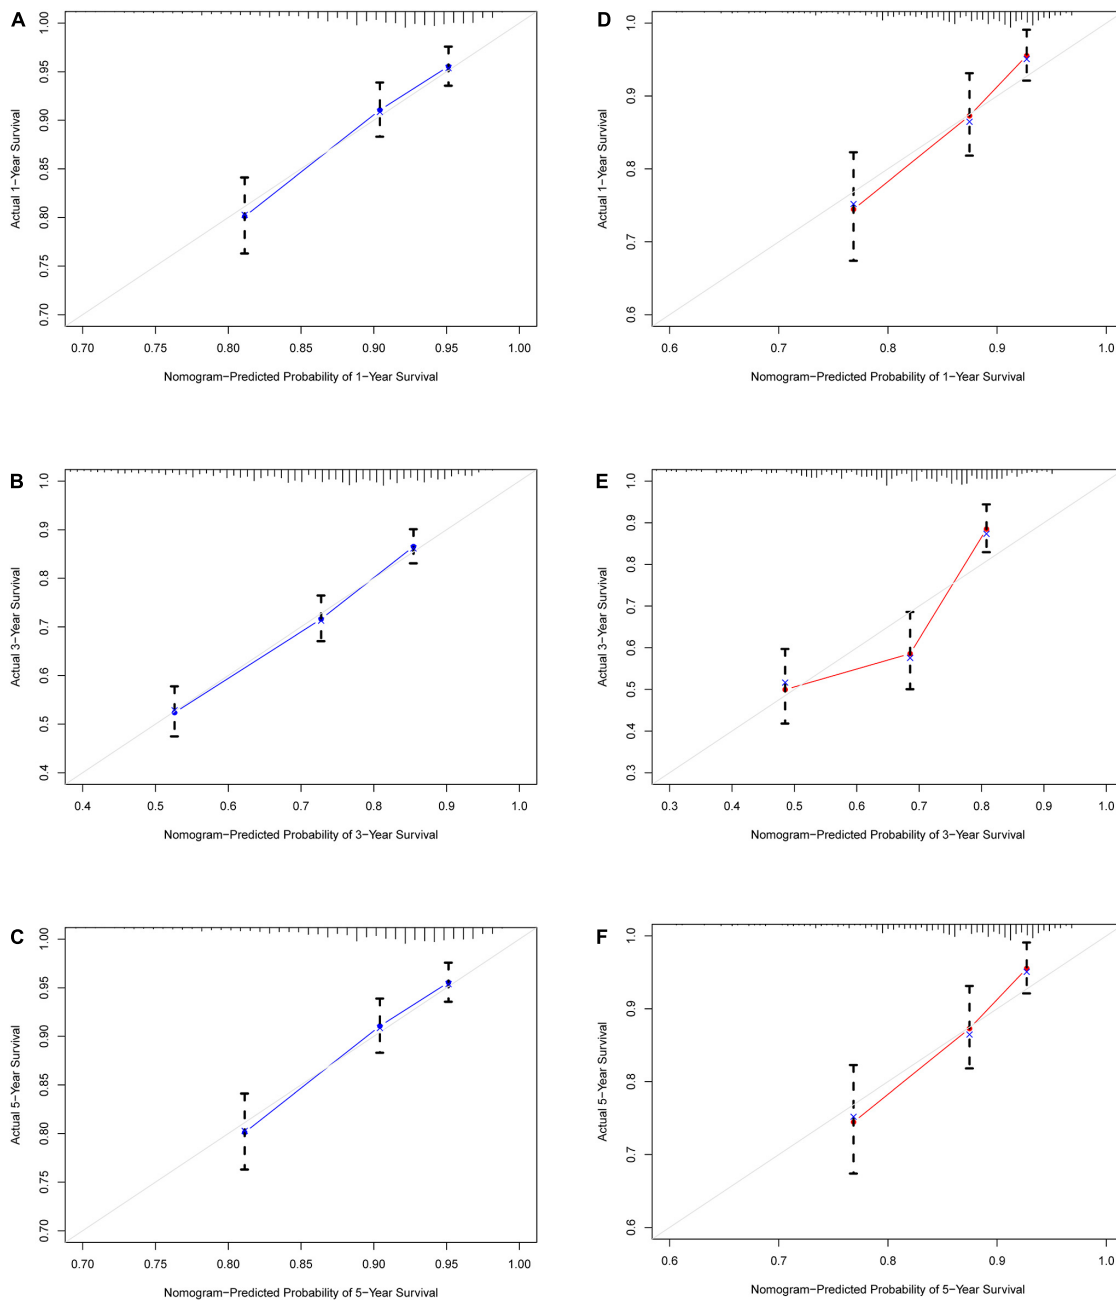 A
1.00
0.95
0.90
0.85
0.80
0.75
0.70
Actual 1−Year Survival
0.70 0.75 0.80 0.85 0.90 0.95 1.00
Nomogram−Predicted Probability of 1−Year Survival
D
1.0
0.9
0.8
0.7
0.6
Actual 1−Year Survival
0.6 0.7 0.8 0.9 1.0
Nomogram−Predicted Probability of 1−Year Survival
B
1.0
0.9
0.8
0.7
0.6
0.5
0.4
Actual 3−Year Survival
0.4 0.5 0.6 0.7 0.8 0.95 1.0
Nomogram−Predicted Probability of 3−Year Survival
E
1.0
0.9
0.8
0.7
0.6
0.5
0.4
0.3
Actual 3−Year Survival
0.3 0.4 0.5 0.6 0.7 0.8 0.9 1.0
Nomogram−Predicted Probability of 3−Year Survival
C
1.00
0.95
0.90
0.85
0.80
0.75
0.70
Actual 5−Year Survival
0.70 0.75 0.80 0.85 0.90 0.95 1.00
Nomogram−Predicted Probability of 5−Year Survival
F
1.0
0.9
0.8
0.7
0.6
Actual 5−Year Survival
0.6 0.7 0.8 0.9 1.0
Nomogram−Predicted Probability of 5−Year Survival